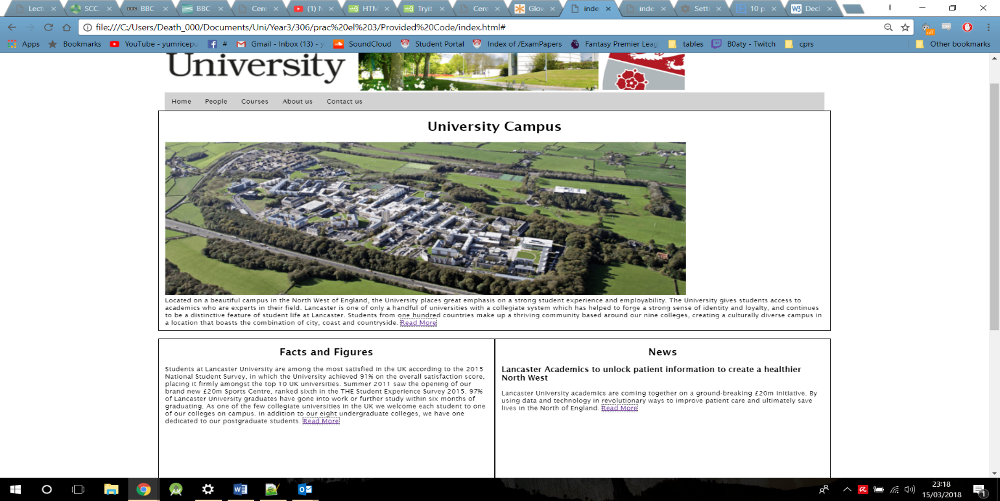 Lect
SCC.
BBC
BBC
Cere
(1) N
HTM
Tryit
Cere
Glov
inde
inde
Setti
10 p
W3
Decl
file:///C:/Users/Death_000/Documents/Uni/Year3/306/prac%20el%203/Provided%20Code/index.html#
off
CSS
Apps
Bookmarks
YouTube - yumricepu
#
Gmail - Inbox (13) - y
SoundCloud
Student Portal
Index of /ExamPapers
Fantasy Premier Leag
tables
B0aty - Twitch
cprs
Other bookmarks
University
Home People Courses About us Contact us
University Campus
Located on a beautiful campus in the North West of England, the University places great emphasis on a strong student experience and employability. The University gives students access to
academics who are experts in their field. Lancaster is one of only a handful of universities with a collegiate system which has helped to forge a strong sense of identity and loyalty, and continues
to be a distinctive feature of student life at Lancaster. Students from one hundred countries make up a thriving community based around our nine colleges, creating a culturally diverse campus in
a location that boasts the combination of city, coast and countryside. Read More
Facts and Figures
Students at Lancaster University are among the most satisfied in the UK according to the 2015
National Student Survey, in which the University achieved 91% on the overall satisfaction score,
placing it firmly amongst the top 10 UK universities. Summer 2011 saw the opening of our
brand new £20m Sports Centre, ranked sixth in the THE Student Experience Survey 2015. 97%
of Lancaster University graduates have gone into work or further study within six months of
graduating. As one of the few collegiate universities in the UK we welcome each student to one
of our colleges on campus. In addition to our eight undergraduate colleges, we have one
dedicated to our postgraduate students. Read More
News
Lancaster Academics to unlock patient information to create a healthier
North West
Lancaster University academics are coming together on a ground-breaking £20m initiative. By
using data and technology in revolutionary ways to improve patient care and ultimately save
lives in the North of England. Read More
23:18
15/03/2018
1